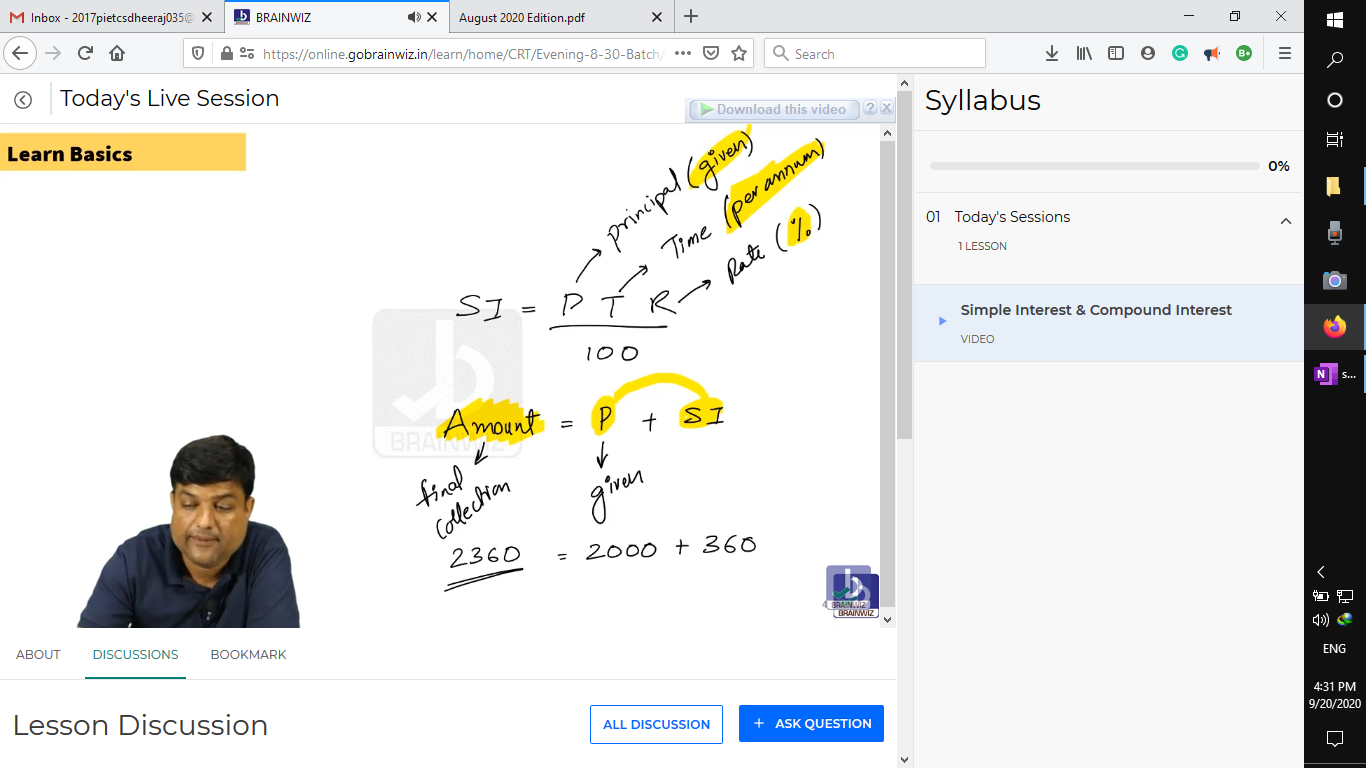 Inbox - 2017pietcsdheeraj035@
BRAINWIZ
August 2020 Edition.pdf
https://online.gobrainwiz.in/learn/home/CRT/Evening-8-30-Batch/
Search
Today's Live Session
Download this video
Learn Basics
principal (given)
Time (per annum)
Rate (%)
SI = P T R
100
Amount = P + SI
final collection
given
2360 = 2000 + 360
BRAINWIZ
BRAINWIZ
BRAINWIZ
ABOUT
DISCUSSIONS
BOOKMARK
Lesson Discussion
ALL DISCUSSION
+ ASK QUESTION
Syllabus
0%
01 Today's Sessions
1 LESSON
Simple Interest & Compound Interest
VIDEO
N s...
ENG
4:31 PM
9/20/2020